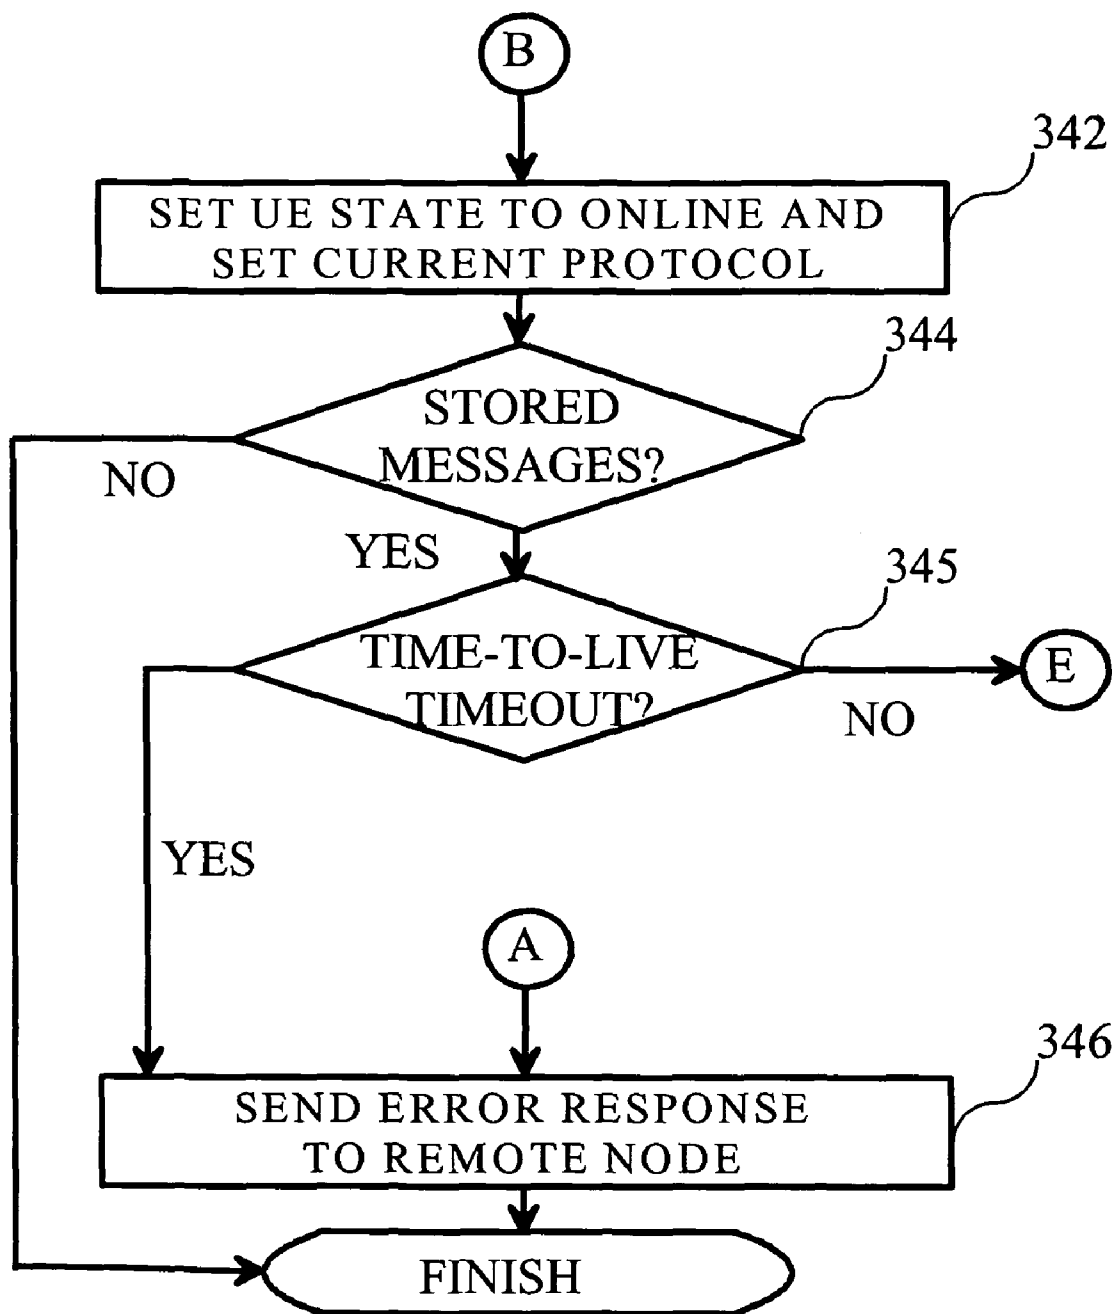 B
342
SET UE STATE TO ONLINE AND
SET CURRENT PROTOCOL
344
STORED
MESSAGES?
NO
YES
345
TIME-TO-LIVE
TIMEOUT?
E
NO
YES
A
346
SEND ERROR RESPONSE
TO REMOTE NODE
FINISH